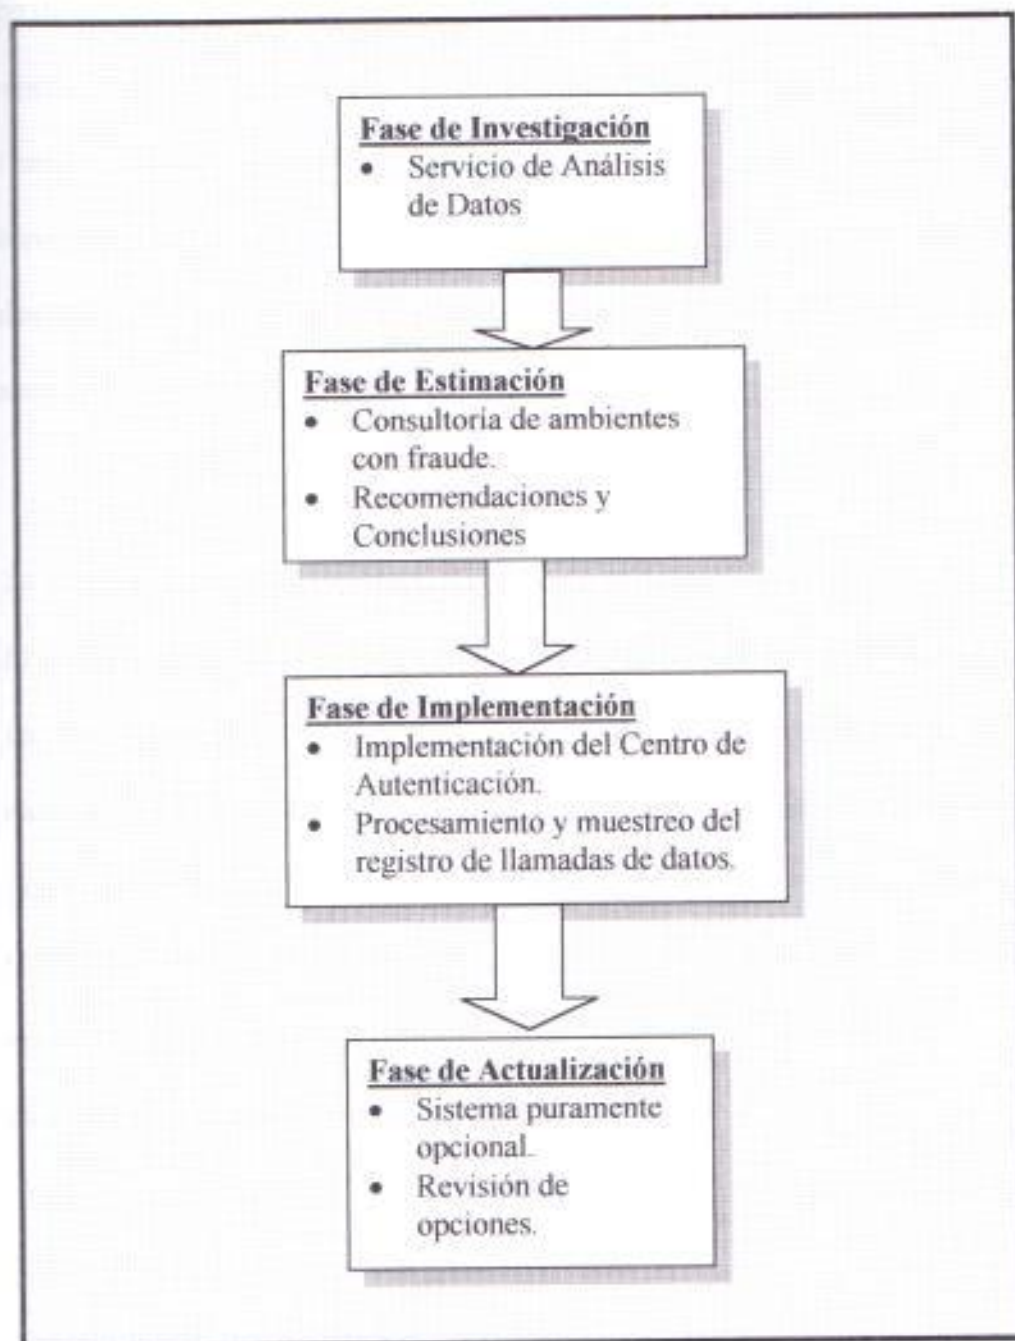 Fase de Investigación
• Servicio de Análisis
de Datos
Fase de Estimación
• Consultoría de ambientes
con fraude.
• Recomendaciones y
Conclusiones
Fase de Implementación
• Implementación del Centro de
Autenticación.
• Procesamiento y muestreo del
registro de llamadas de datos.
Fase de Actualización
• Sistema puramente
opcional.
• Revisión de
opciones.